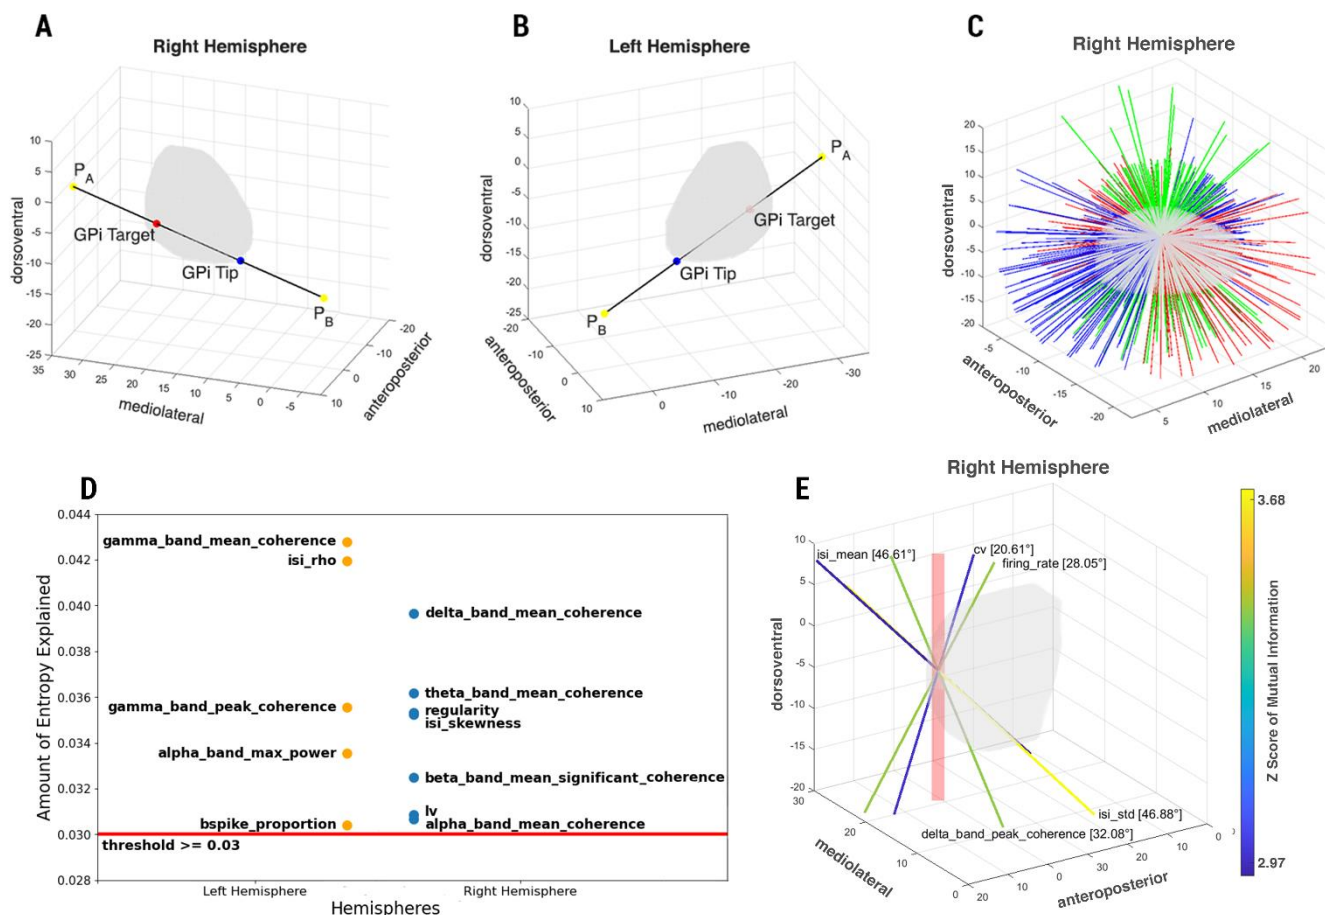 A
Right Hemisphere
10
5
0
-5
-10
-15
-20
-25
dorsoventral
P_A
GPi Target
GPi Tip
P_B
35
30
25
20
15
10
5
0
-5
mediolateral
10
0
-10
-20
anteroposterior
B
Left Hemisphere
10
5
0
-5
-10
-15
-20
-25
dorsoventral
P_A
GPi Target
GPi Tip
P_B
-20
-10
0
10
anteroposterior
0
-10
-20
-30
mediolateral
C
Right Hemisphere
20
15
10
5
0
-5
-10
-15
-20
dorsoventral
-5
-10
-15
-20
anteroposterior
5
10
15
20
mediolateral
D
0.044
0.042
0.040
0.038
0.036
0.034
0.032
0.030
0.028
Amount of Entropy Explained
gamma_band_mean_coherence
isi_rho
gamma_band_peak_coherence
alpha_band_max_power
bspike_proportion
threshold >= 0.03
delta_band_mean_coherence
theta_band_mean_coherence
regularity
isi_skewness
beta_band_mean_significant_coherence
lv
alpha_band_mean_coherence
Left Hemisphere
Right Hemisphere
Hemispheres
E
Right Hemisphere
10
5
0
-5
-10
-15
-20
dorsoventral
isi_mean [46.61°]
cv [20.61°]
firing_rate [28.05°]
isi_std [46.88°]
delta_band_peak_coherence [32.08°]
30
20
10
0
mediolateral
20
10
0
30
20
10
0
anteroposterior
3.68
2.97
Z Score of Mutual Information